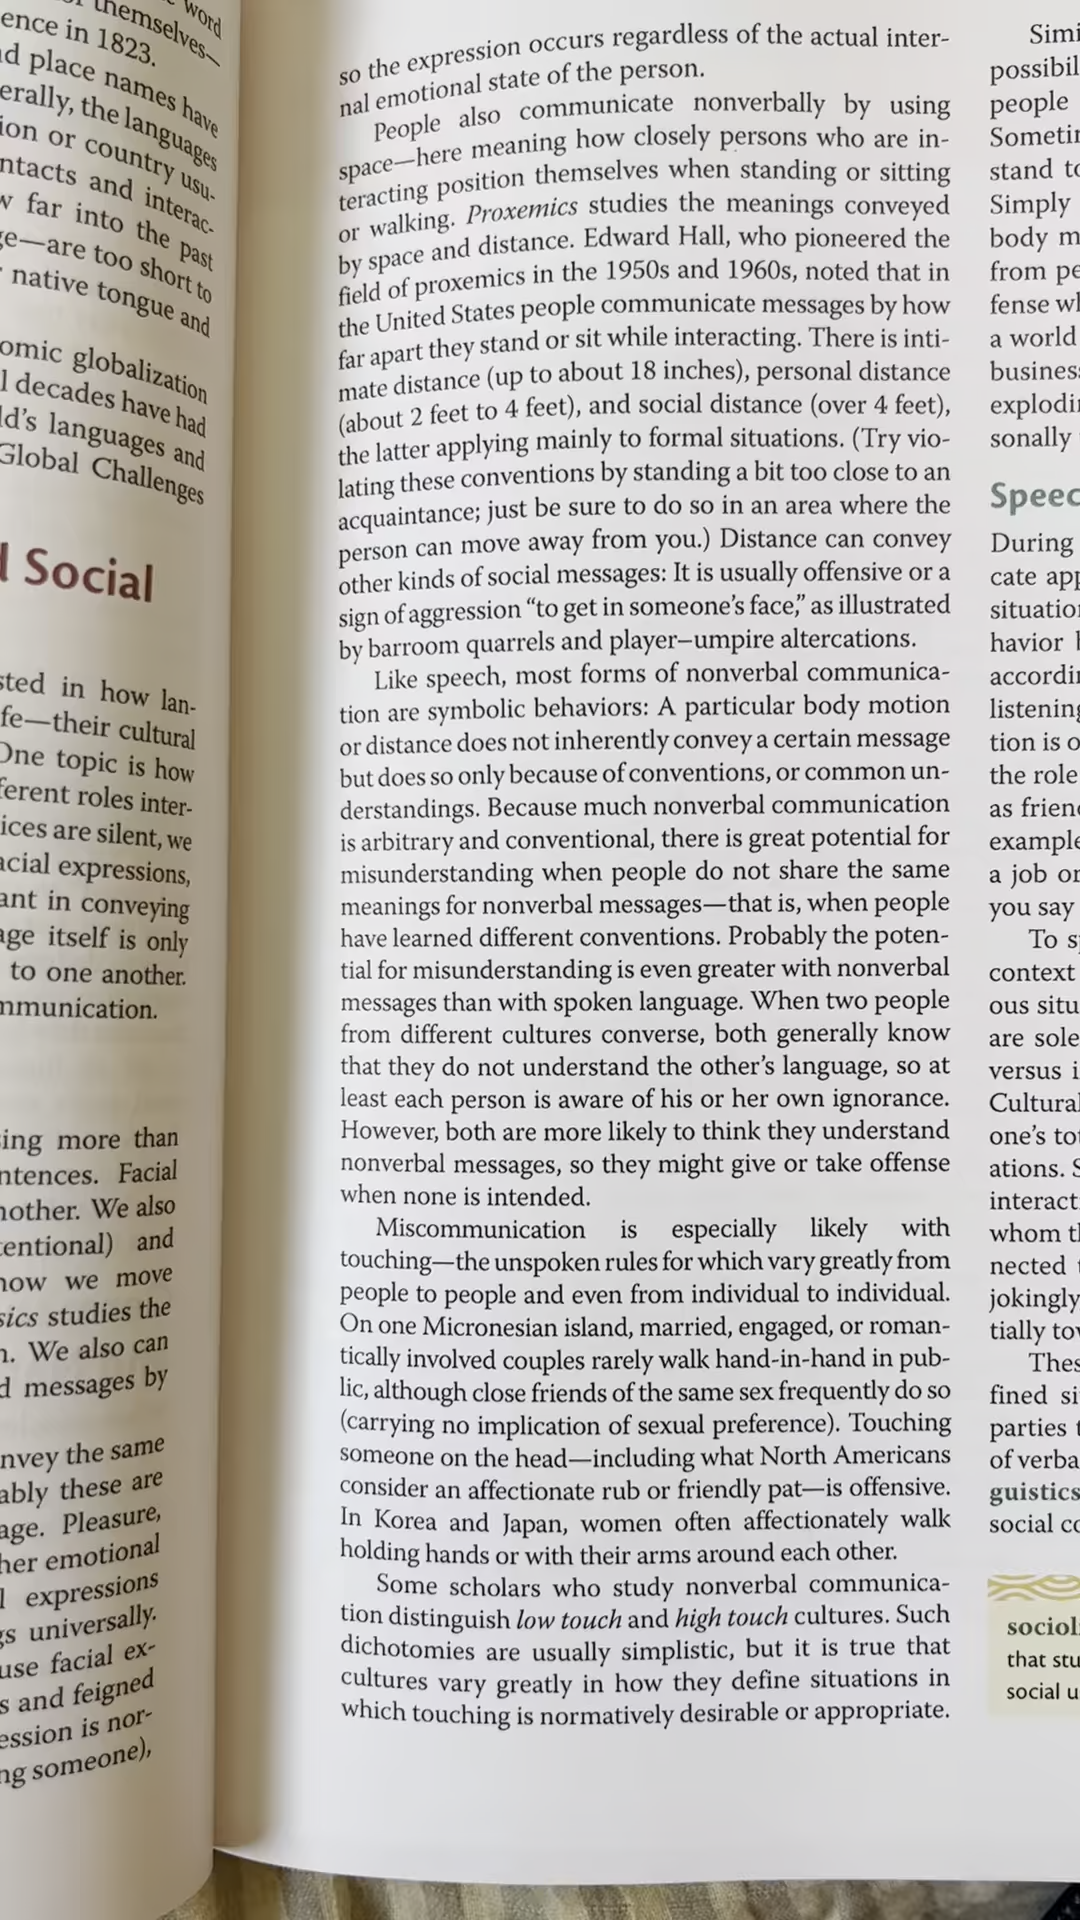 word
themselves—
ence in 1823.
d place names have
erally, the languages
ion or country usu-
ntacts and interac-
w far into the past
ge—are too short to
native tongue and
omic globalization
l decades have had
ld's languages and
Global Challenges
d Social
sted in how lan-
fe—their cultural
One topic is how
ferent roles inter-
ices are silent, we
acial expressions,
ant in conveying
age itself is only
to one another.
mmunication.
sing more than
ntences. Facial
nother. We also
tentional) and
how we move
sics studies the
n. We also can
d messages by
nvey the same
ably these are
age. Pleasure,
her emotional
l expressions
gs universally.
use facial ex-
s and feigned
ession is nor-
ng someone),
so the expression occurs regardless of the actual inter-
nal emotional state of the person.
People also communicate nonverbally by using
space—here meaning how closely persons who are in-
teracting position themselves when standing or sitting
or walking. Proxemics studies the meanings conveyed
by space and distance. Edward Hall, who pioneered the
field of proxemics in the 1950s and 1960s, noted that in
the United States people communicate messages by how
far apart they stand or sit while interacting. There is inti-
mate distance (up to about 18 inches), personal distance
(about 2 feet to 4 feet), and social distance (over 4 feet),
the latter applying mainly to formal situations. (Try vio-
lating these conventions by standing a bit too close to an
acquaintance; just be sure to do so in an area where the
person can move away from you.) Distance can convey
other kinds of social messages: It is usually offensive or a
sign of aggression “to get in someone’s face,” as illustrated
by barroom quarrels and player–umpire altercations.
Like speech, most forms of nonverbal communica-
tion are symbolic behaviors: A particular body motion
or distance does not inherently convey a certain message
but does so only because of conventions, or common un-
derstandings. Because much nonverbal communication
is arbitrary and conventional, there is great potential for
misunderstanding when people do not share the same
meanings for nonverbal messages—that is, when people
have learned different conventions. Probably the poten-
tial for misunderstanding is even greater with nonverbal
messages than with spoken language. When two people
from different cultures converse, both generally know
that they do not understand the other’s language, so at
least each person is aware of his or her own ignorance.
However, both are more likely to think they understand
nonverbal messages, so they might give or take offense
when none is intended.
Miscommunication is especially likely with
touching—the unspoken rules for which vary greatly from
people to people and even from individual to individual.
On one Micronesian island, married, engaged, or roman-
tically involved couples rarely walk hand-in-hand in pub-
lic, although close friends of the same sex frequently do so
(carrying no implication of sexual preference). Touching
someone on the head—including what North Americans
consider an affectionate rub or friendly pat—is offensive.
In Korea and Japan, women often affectionately walk
holding hands or with their arms around each other.
Some scholars who study nonverbal communica-
tion distinguish low touch and high touch cultures. Such
dichotomies are usually simplistic, but it is true that
cultures vary greatly in how they define situations in
which touching is normatively desirable or appropriate.
Simi
possibil
people
Sometin
stand to
Simply
body m
from pe
fense wh
a world
business
explodin
sonally
Speec
During
cate app
situation
havior
accordin
listening
tion is o
the role
as friend
example
a job or
you say
To sp
context
ous situ
are sole
versus i
Cultural
one's tot
ations. S
interacti
whom th
nected
jokingly
tially tow
Thes
fined si
parties t
of verba
guistics
social co
sociol
that stu
social u